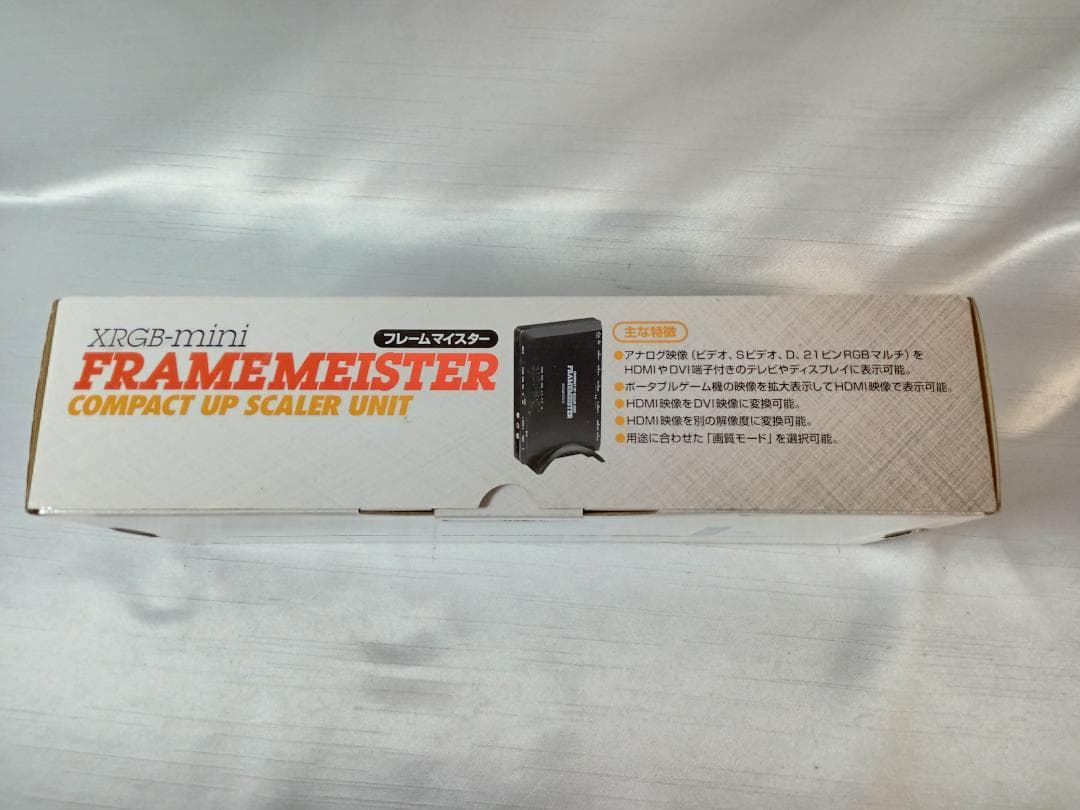 XRGB-mini
フレームマイスター
FRAMEMEISTER
COMPACT UP SCALER UNIT
FRAMEMEISTER
主な特徴
●アナログ映像（ビデオ、Sビデオ、D、21ピンRGBマルチ）を
HDMIやDVI端子付きのテレビやディスプレイに表示可能。
●ポータブルゲーム機の映像を拡大表示してHDMI映像で表示可能。
●HDMI映像をDVI映像に変換可能。
●HDMI映像を別の解像度に変換可能。
●用途に合わせた「画質モード」を選択可能。